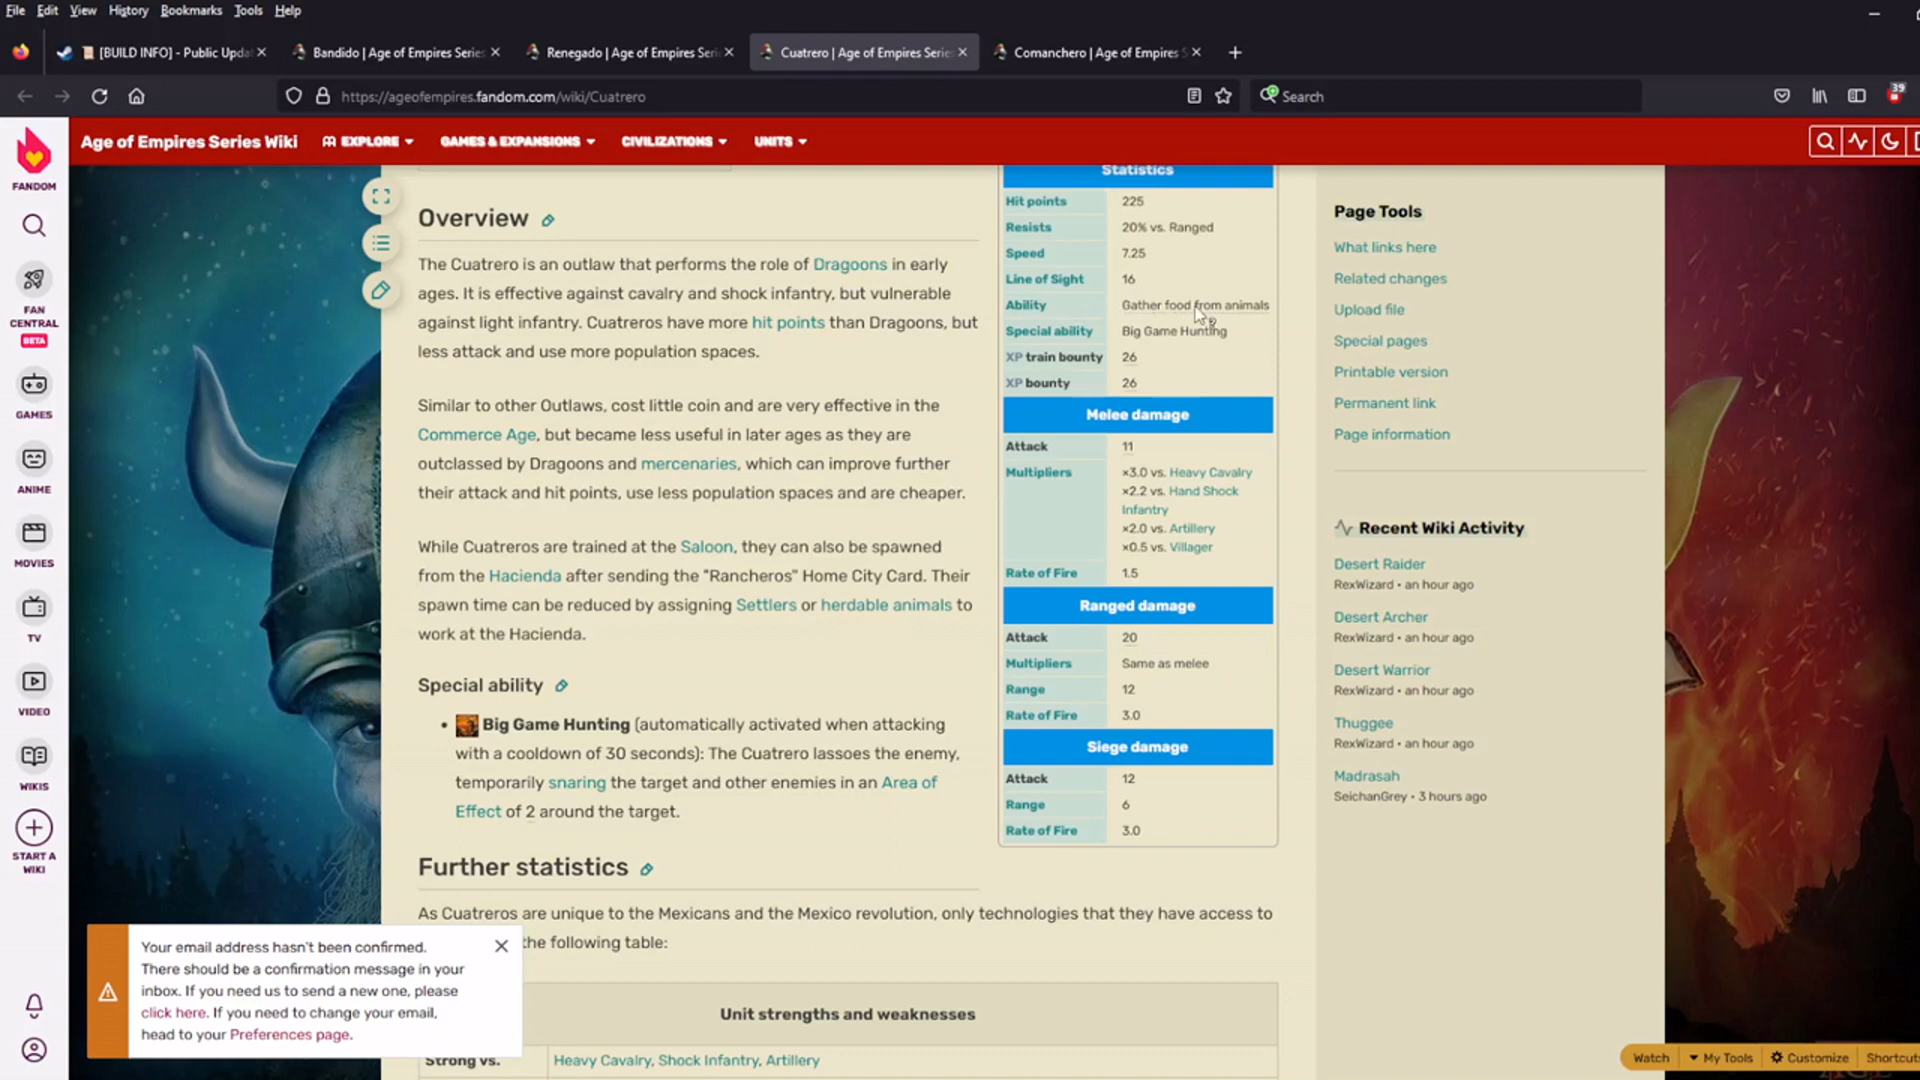 File Edit View History Bookmarks Tools Help
[BUILD INFO] - Public Upda
Bandido | Age of Empires Series
Renegado | Age of Empires Seri
Cuatrero | Age of Empires Serie
Comanchero | Age of Empires S
https://ageofempires.fandom.com/wiki/Cuatrero
Search
39
Age of Empires Series Wiki
EXPLORE
GAMES & EXPANSIONS
CIVILIZATIONS
UNITS
FANDOM
FAN
CENTRAL
BETA
GAMES
ANIME
MOVIES
TV
VIDEO
WIKIS
START A
WIKI
Overview
The Cuatrero is an outlaw that performs the role of Dragoons in early
ages. It is effective against cavalry and shock infantry, but vulnerable
against light infantry. Cuatreros have more hit points than Dragoons, but
less attack and use more population spaces.
Similar to other Outlaws, cost little coin and are very effective in the
Commerce Age, but became less useful in later ages as they are
outclassed by Dragoons and mercenaries, which can improve further
their attack and hit points, use less population spaces and are cheaper.
While Cuatreros are trained at the Saloon, they can also be spawned
from the Hacienda after sending the "Rancheros" Home City Card. Their
spawn time can be reduced by assigning Settlers or herdable animals to
work at the Hacienda.
Special ability
• Big Game Hunting (automatically activated when attacking
with a cooldown of 30 seconds): The Cuatrero lassoes the enemy,
temporarily snaring the target and other enemies in an Area of
Effect of 2 around the target.
Further statistics
As Cuatreros are unique to the Mexicans and the Mexico revolution, only technologies that they have access to
the following table:
Unit strengths and weaknesses
Strong vs. Heavy Cavalry, Shock Infantry, Artillery
Statistics
Hit points 225
Resists 20% vs. Ranged
Speed 7.25
Line of Sight 16
Ability Gather food from animals
Special ability Big Game Hunting
XP train bounty 26
XP bounty 26
Melee damage
Attack 11
Multipliers ×3.0 vs. Heavy Cavalry
×2.2 vs. Hand Shock
Infantry
×2.0 vs. Artillery
×0.5 vs. Villager
Rate of Fire 1.5
Ranged damage
Attack 20
Multipliers Same as melee
Range 12
Rate of Fire 3.0
Siege damage
Attack 12
Range 6
Rate of Fire 3.0
Page Tools
What links here
Related changes
Upload file
Special pages
Printable version
Permanent link
Page information
Recent Wiki Activity
Desert Raider
RexWizard • an hour ago
Desert Archer
RexWizard • an hour ago
Desert Warrior
RexWizard • an hour ago
Thuggee
RexWizard • an hour ago
Madrasah
SeichanGrey • 3 hours ago
Your email address hasn't been confirmed.
There should be a confirmation message in your
inbox. If you need us to send a new one, please
click here. If you need to change your email,
head to your Preferences page.
Watch My Tools Customize Shortcuts